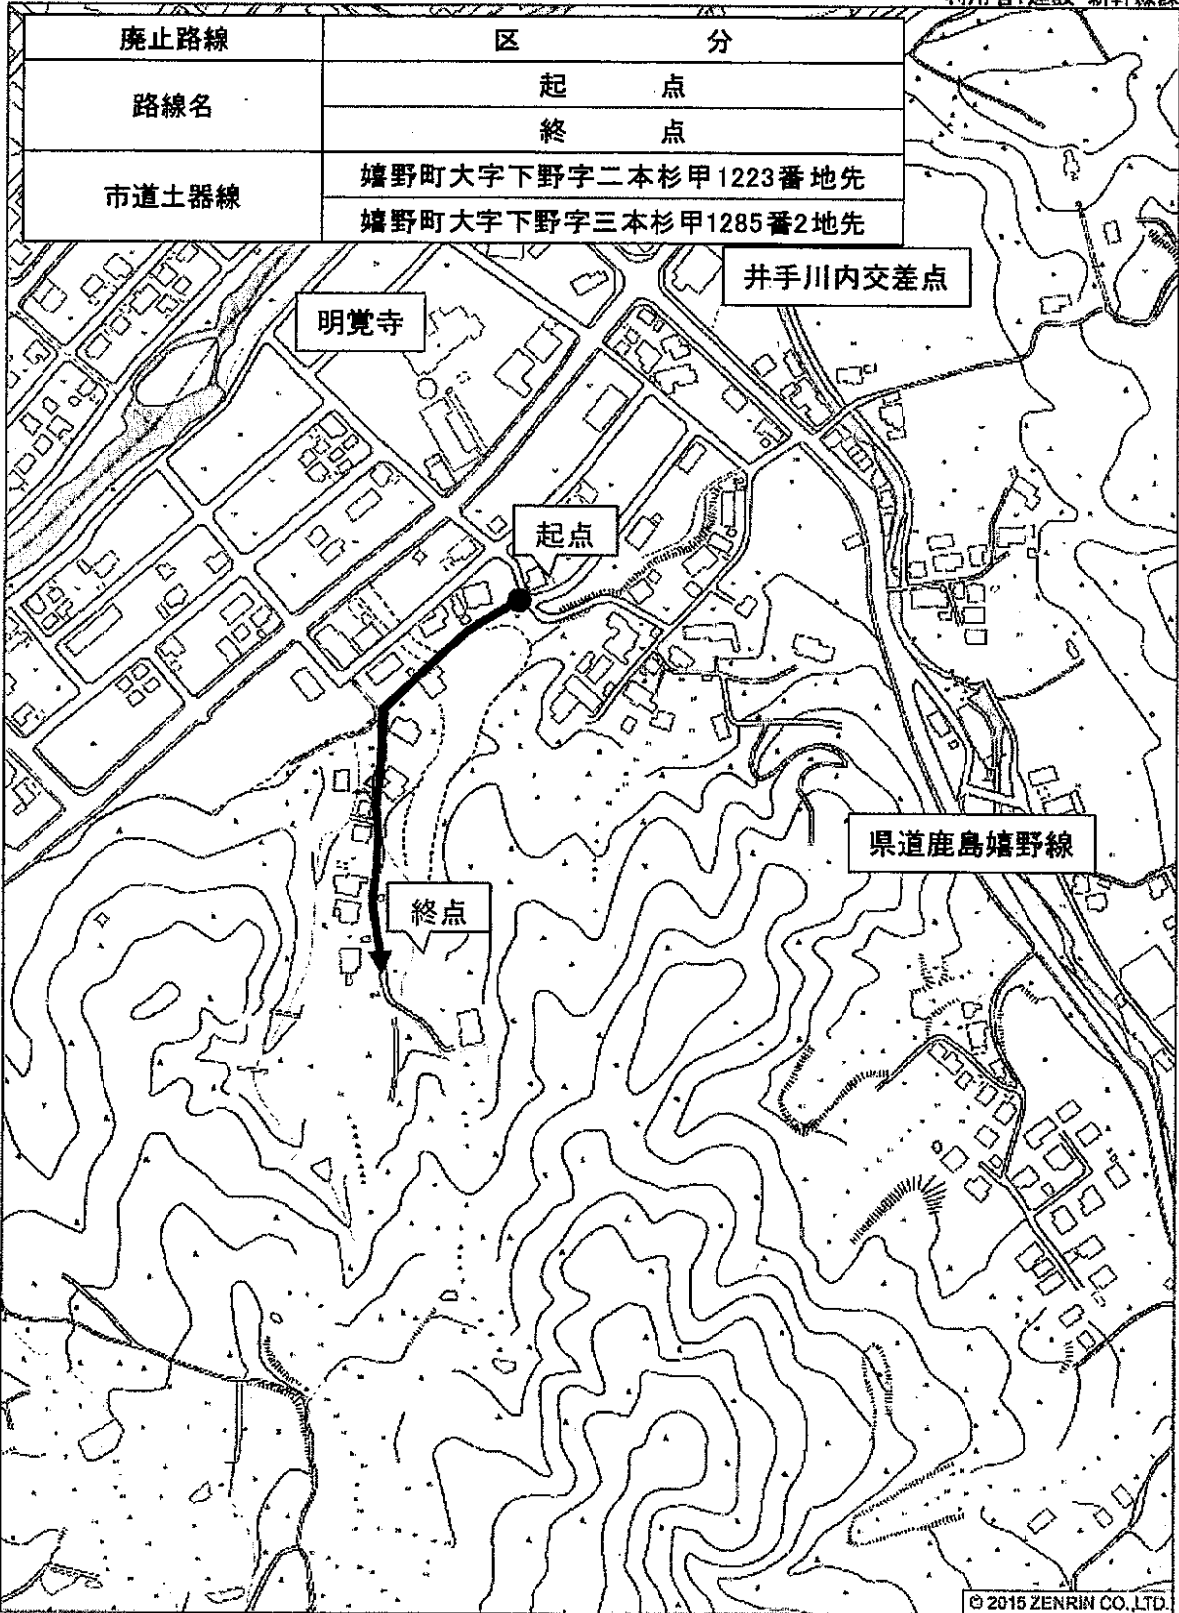 廃止路線 区 分
路線名 起 点
終 点
市道土器線 嬉野町大字下野字二本杉甲1223番地先
嬉野町大字下野字三本杉甲1285番2地先
井手川内交差点
明覚寺
起点
県道鹿島嬉野線
終点
© 2015 ZENRIN CO.,LTD.